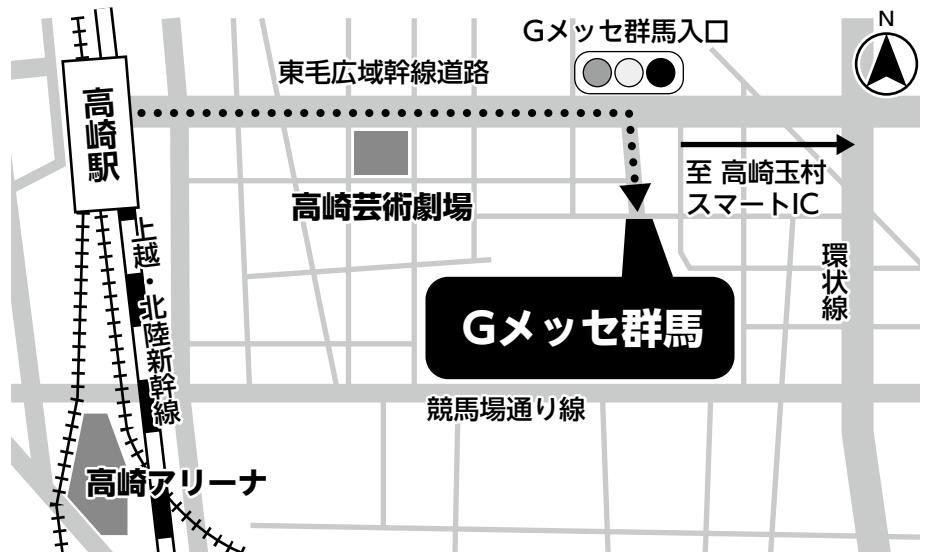 Gメッセ群馬入口
N
東毛広域幹線道路
高崎駅
至 高崎玉村
スマートIC
高崎芸術劇場
上越・北陸新幹線
環状線
Gメッセ群馬
競馬場通り線
高崎アリーナ